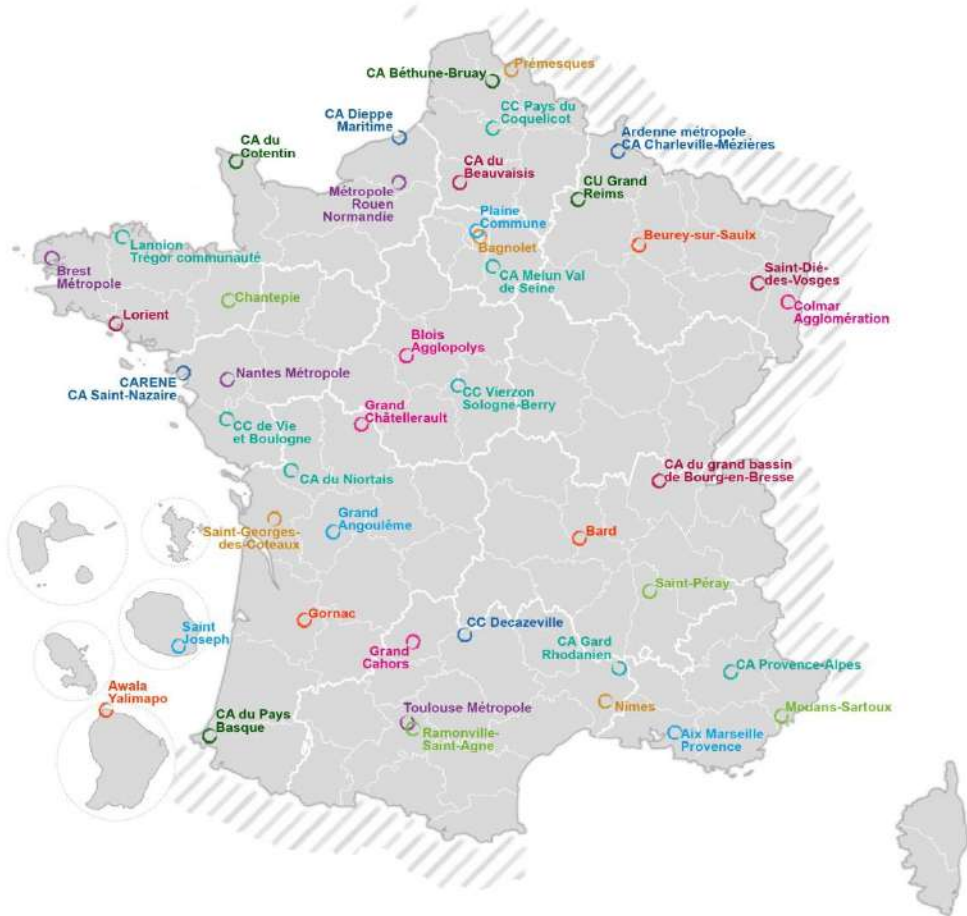 Prémesques
CA Béthune-Bruay
CC Pays du
Coquelicot
CA Dieppe
Maritime
Ardenne métropole
CA Charleville-Mézières
CA du
Cotentin
CA du
Beauvaisis
CU Grand
Reims
Métropole
Rouen
Normandie
Plaine
Commune
Bagnolet
Beurey-sur-Saulx
Lannion
Trégor communauté
Brest
Métropole
CA Melun Val
de Seine
Saint-Dié
-des-Vosges
Chantepie
Colmar
Agglomération
Lorient
Blois
Agglopolys
CARENE
CA Saint-Nazaire
Nantes Métropole
CC Vierzon
Sologne-Berry
Grand
Châtellerault
CC de Vie
et Boulogne
CA du Niortais
CA du grand bassin
de Bourg-en-Bresse
Saint-Georges-
des-Coteaux
Grand
Angoulême
Bard
Saint-Péray
Gornac
Saint
Joseph
CC Decazeville
Grand
Cahors
CA Gard
Rhodanien
CA Provence-Alpes
Awala
Yalimapo
CA du Pays
Basque
Toulouse Métropole
Ramonville-
Saint-Agne
Nîmes
Mouans-Sartoux
Aix Marseille
Provence